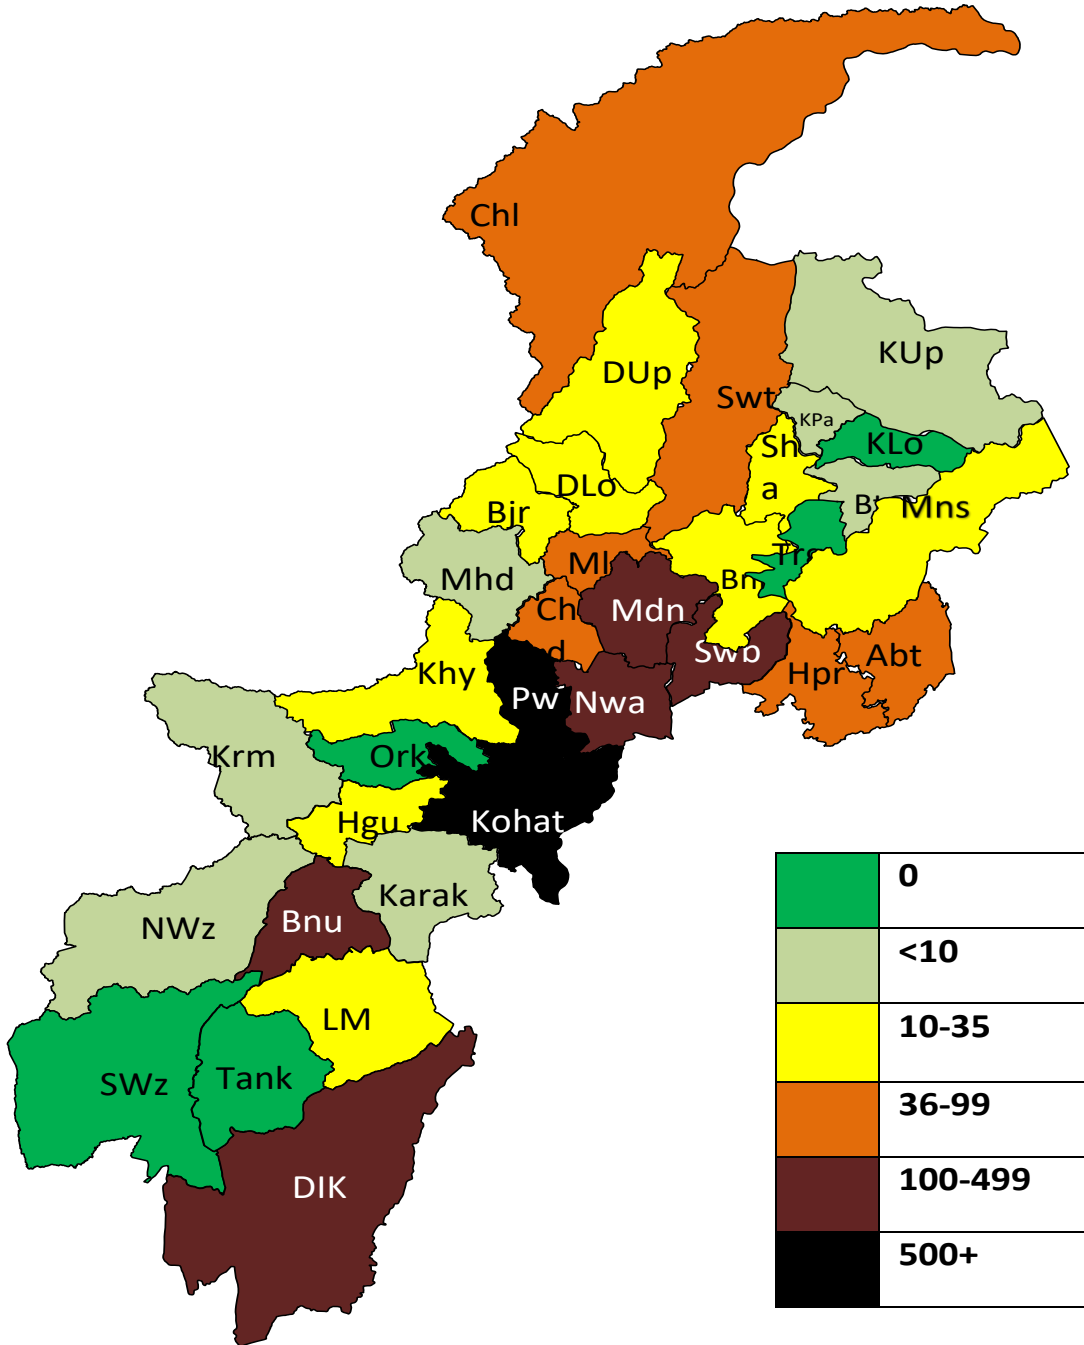 Chl
KUp
DUp
Swt
KPa
KLo
Sh
a
DLo
Mns
Bjr
Mhd
Ml
Ch
d
Mdn
Bn
Swb
Abt
Hpr
Khy
Pw
Nwa
Krm
Ork
Hgu
Kohat
Karak
Bnu
NWz
LM
SWz
Tank
DIK
0
<10
10-35
36-99
100-499
500+